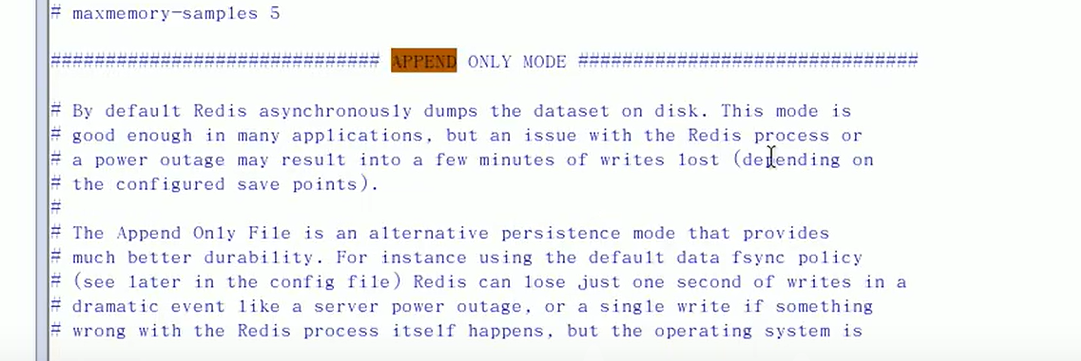 # maxmemory-samples 5
############################## APPEND ONLY MODE ###############################
# By default Redis asynchronously dumps the dataset on disk. This mode is
# good enough in many applications, but an issue with the Redis process or
# a power outage may result into a few minutes of writes lost (depending on
# the configured save points).
#
# The Append Only File is an alternative persistence mode that provides
# much better durability. For instance using the default data fsync policy
# (see later in the config file) Redis can lose just one second of writes in a
# dramatic event like a server power outage, or a single write if something
# wrong with the Redis process itself happens, but the operating system is